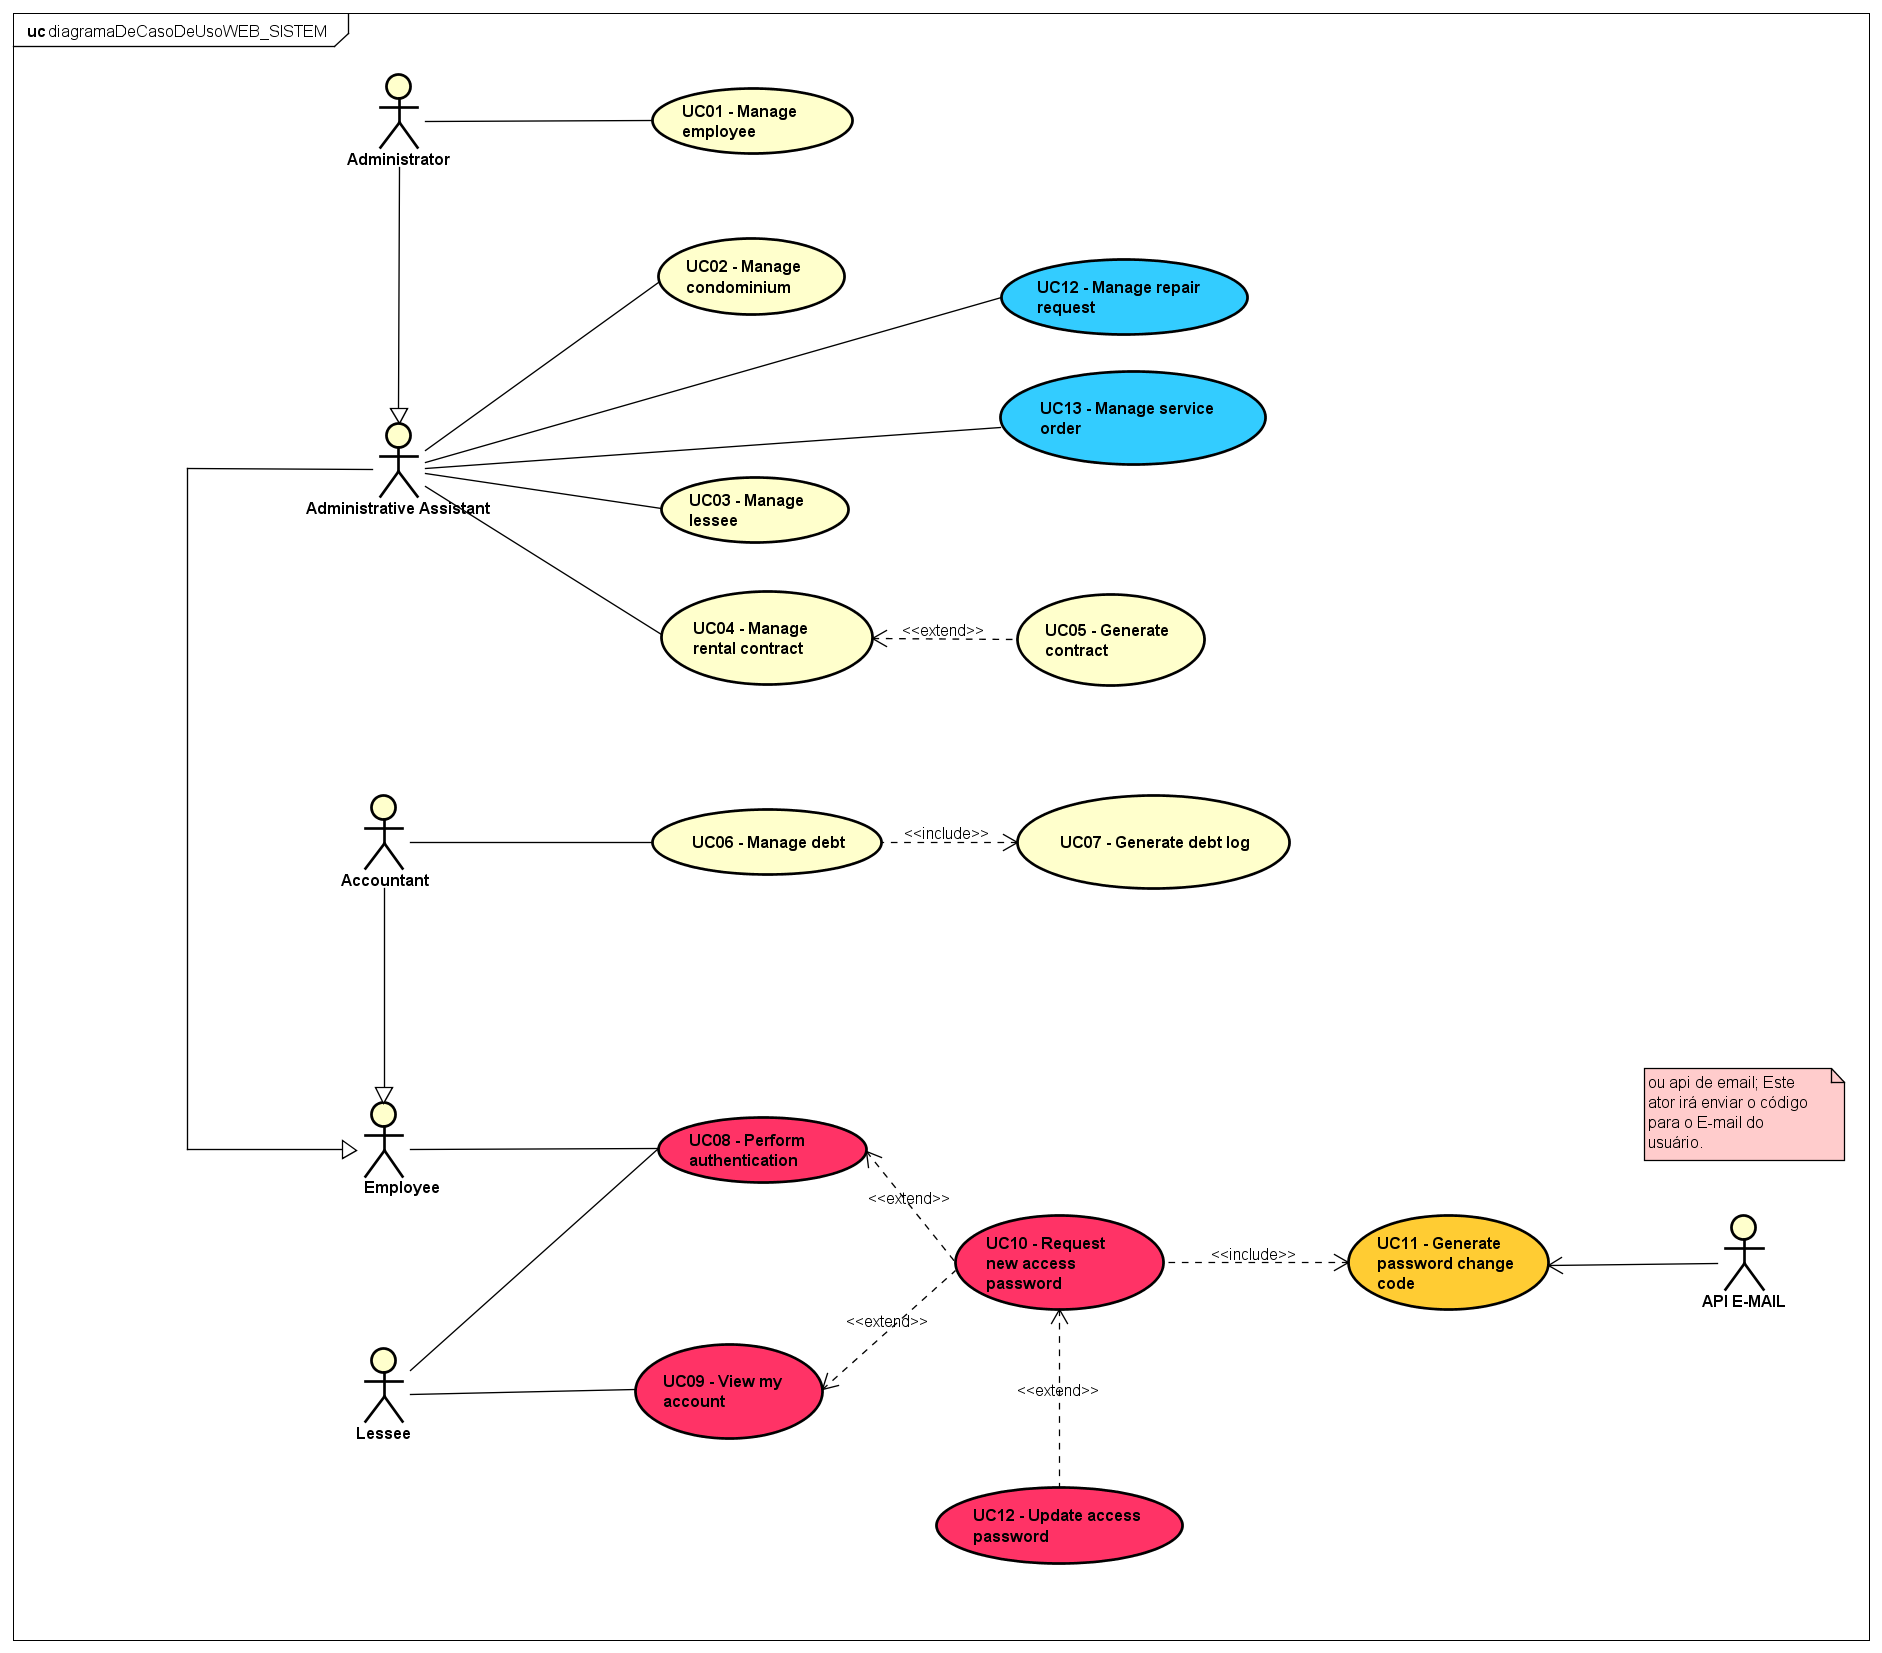 uc diagramaDeCasoDeUsoWEB_SISTEM
UC01 - Manage
employee
Administrator
UC02 - Manage
condominium
UC12 - Manage repair
request
UC13 - Manage service
order
Administrative Assistant
UC03 - Manage
lessee
UC04 - Manage
rental contract
<<extend>>
UC05 - Generate
contract
Accountant
UC06 - Manage debt
<<include>>
UC07 - Generate debt log
ou api de email; Este
ator irá enviar o código
para o E-mail do
usuário.
Employee
UC08 - Perform
authentication
<<extend>>
UC10 - Request
new access
password
<<include>>
UC11 - Generate
password change
code
API E-MAIL
<<extend>>
Lessee
UC09 - View my
account
<<extend>>
UC12 - Update access
password